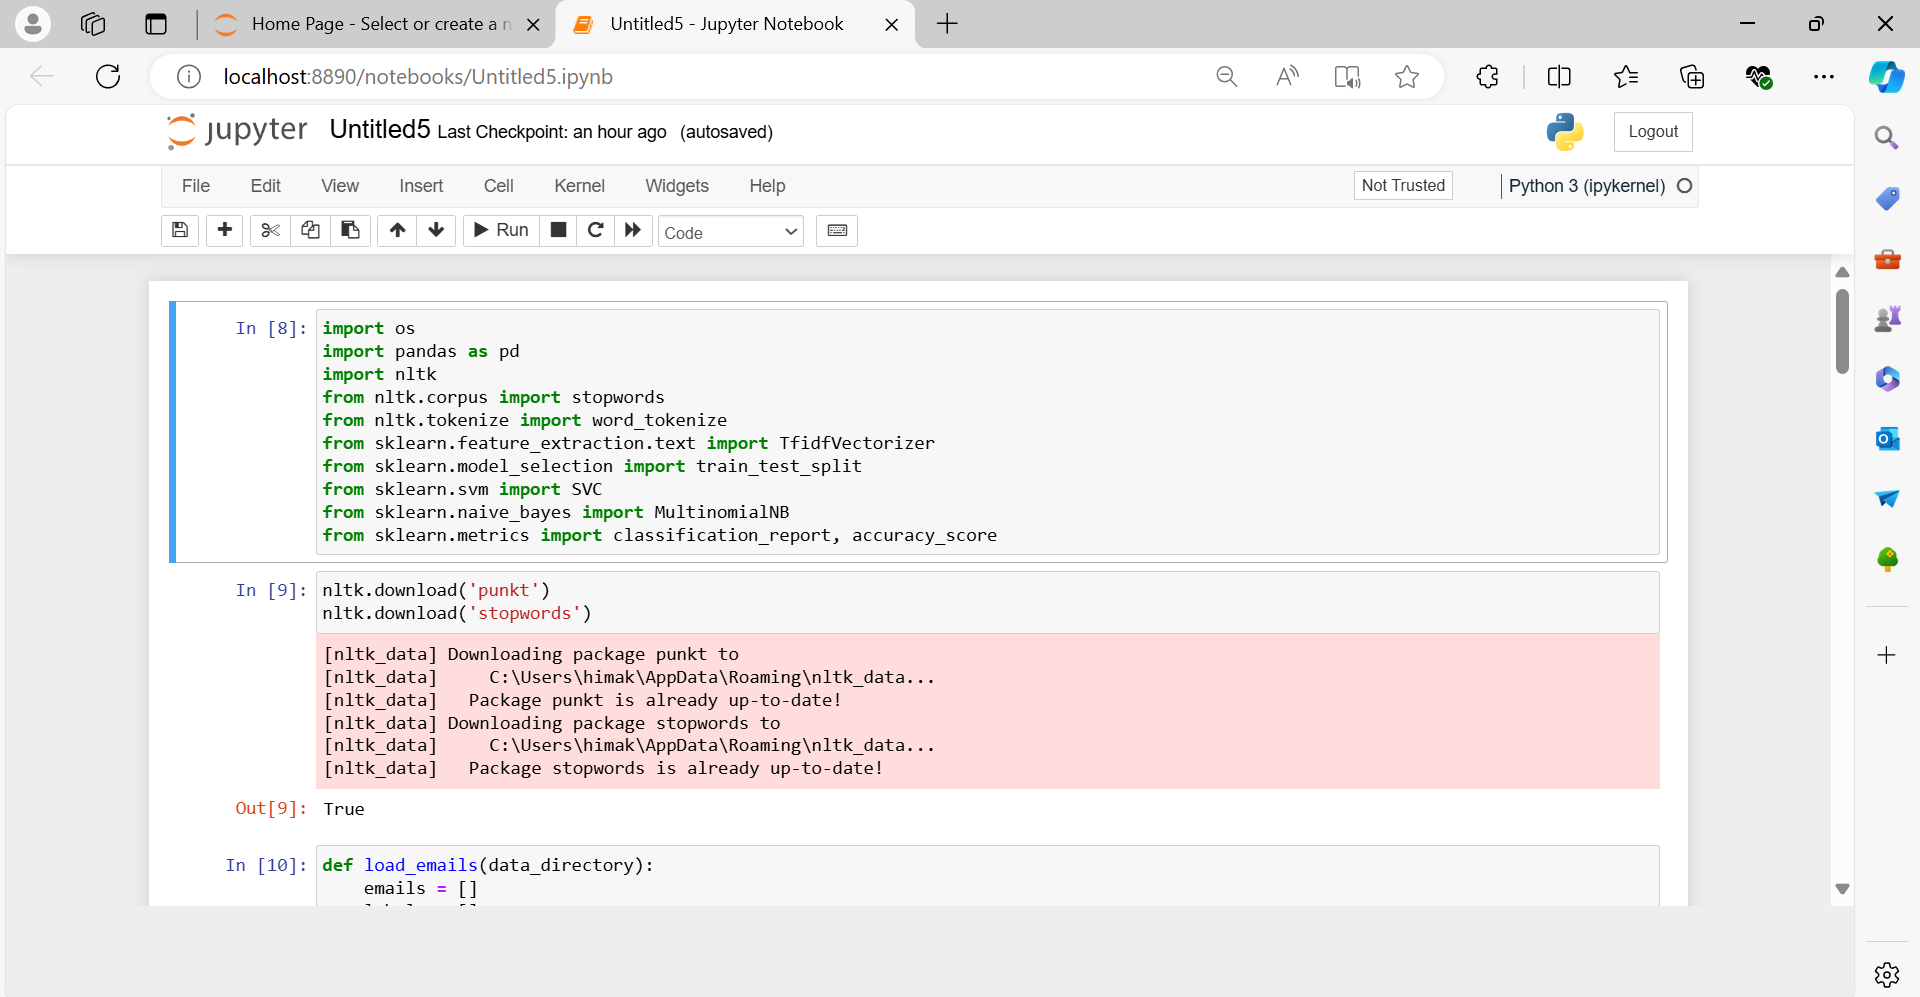 Home Page - Select or create a n
Untitled5 - Jupyter Notebook
localhost:8890/notebooks/Untitled5.ipynb
jupyter Untitled5 Last Checkpoint: an hour ago (autosaved)
Logout
File Edit View Insert Cell Kernel Widgets Help
Not Trusted
Python 3 (ipykernel)
Run
Code
In [8]: import os
import pandas as pd
import nltk
from nltk.corpus import stopwords
from nltk.tokenize import word_tokenize
from sklearn.feature_extraction.text import TfidfVectorizer
from sklearn.model_selection import train_test_split
from sklearn.svm import SVC
from sklearn.naive_bayes import MultinomialNB
from sklearn.metrics import classification_report, accuracy_score
In [9]: nltk.download('punkt')
nltk.download('stopwords')
[nltk_data] Downloading package punkt to
[nltk_data]     C:\Users\himak\AppData\Roaming\nltk_data...
[nltk_data]   Package punkt is already up-to-date!
[nltk_data] Downloading package stopwords to
[nltk_data]     C:\Users\himak\AppData\Roaming\nltk_data...
[nltk_data]   Package stopwords is already up-to-date!
Out[9]: True
In [10]: def load_emails(data_directory):
    emails = []